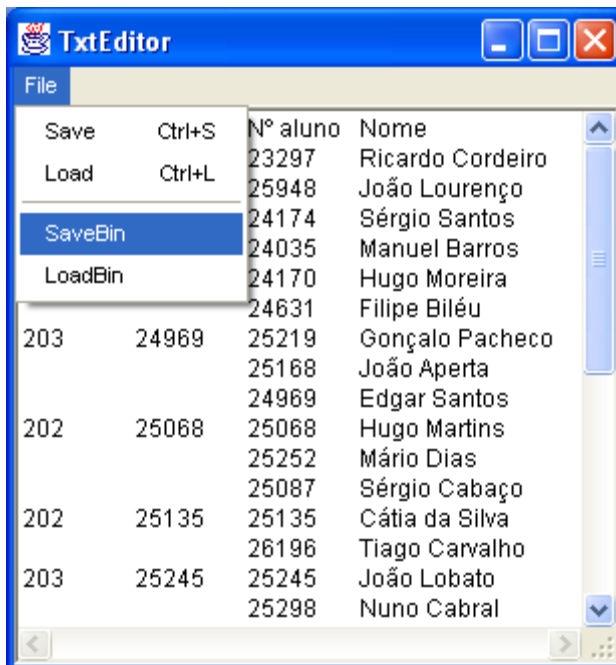 TxtEditor
File
Save Ctrl+S
Load Ctrl+L
SaveBin
LoadBin
Nº aluno Nome
23297 Ricardo Cordeiro
25948 João Lourenço
24174 Sérgio Santos
24035 Manuel Barros
24170 Hugo Moreira
24631 Filipe Biléu
203 24969 25219 Gonçalo Pacheco
25168 João Aperta
24969 Edgar Santos
202 25068 25068 Hugo Martins
25252 Mário Dias
25087 Sérgio Cabaço
202 25135 25135 Cátia da Silva
26196 Tiago Carvalho
203 25245 25245 João Lobato
25298 Nuno Cabral